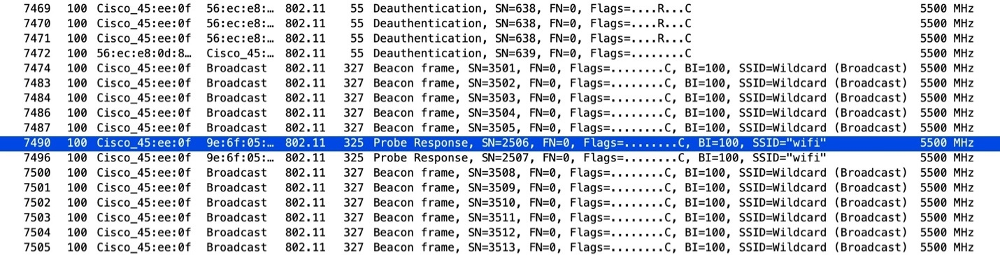 7469 100 Cisco_45:ee:0f 56:ec:e8:… 802.11 55 Deauthentication, SN=638, FN=0, Flags=....R...C 5500 MHz
7470 100 Cisco_45:ee:0f 56:ec:e8:… 802.11 55 Deauthentication, SN=638, FN=0, Flags=....R...C 5500 MHz
7471 100 Cisco_45:ee:0f 56:ec:e8:… 802.11 55 Deauthentication, SN=638, FN=0, Flags=....R...C 5500 MHz
7472 100 56:ec:e8:0d:8… Cisco_45:… 802.11 55 Deauthentication, SN=639, FN=0, Flags=........C 5500 MHz
7474 100 Cisco_45:ee:0f Broadcast 802.11 327 Beacon frame, SN=3501, FN=0, Flags=........C, BI=100, SSID=Wildcard (Broadcast) 5500 MHz
7483 100 Cisco_45:ee:0f Broadcast 802.11 327 Beacon frame, SN=3502, FN=0, Flags=........C, BI=100, SSID=Wildcard (Broadcast) 5500 MHz
7484 100 Cisco_45:ee:0f Broadcast 802.11 327 Beacon frame, SN=3503, FN=0, Flags=........C, BI=100, SSID=Wildcard (Broadcast) 5500 MHz
7486 100 Cisco_45:ee:0f Broadcast 802.11 327 Beacon frame, SN=3504, FN=0, Flags=........C, BI=100, SSID=Wildcard (Broadcast) 5500 MHz
7487 100 Cisco_45:ee:0f Broadcast 802.11 327 Beacon frame, SN=3505, FN=0, Flags=........C, BI=100, SSID=Wildcard (Broadcast) 5500 MHz
7490 100 Cisco_45:ee:0f 9e:6f:05:… 802.11 325 Probe Response, SN=2506, FN=0, Flags=........C, BI=100, SSID="wifi" 5500 MHz
7496 100 Cisco_45:ee:0f 9e:6f:05:… 802.11 325 Probe Response, SN=2507, FN=0, Flags=........C, BI=100, SSID="wifi" 5500 MHz
7500 100 Cisco_45:ee:0f Broadcast 802.11 327 Beacon frame, SN=3508, FN=0, Flags=........C, BI=100, SSID=Wildcard (Broadcast) 5500 MHz
7501 100 Cisco_45:ee:0f Broadcast 802.11 327 Beacon frame, SN=3509, FN=0, Flags=........C, BI=100, SSID=Wildcard (Broadcast) 5500 MHz
7502 100 Cisco_45:ee:0f Broadcast 802.11 327 Beacon frame, SN=3510, FN=0, Flags=........C, BI=100, SSID=Wildcard (Broadcast) 5500 MHz
7503 100 Cisco_45:ee:0f Broadcast 802.11 327 Beacon frame, SN=3511, FN=0, Flags=........C, BI=100, SSID=Wildcard (Broadcast) 5500 MHz
7504 100 Cisco_45:ee:0f Broadcast 802.11 327 Beacon frame, SN=3512, FN=0, Flags=........C, BI=100, SSID=Wildcard (Broadcast) 5500 MHz
7505 100 Cisco_45:ee:0f Broadcast 802.11 327 Beacon frame, SN=3513, FN=0, Flags=........C, BI=100, SSID=Wildcard (Broadcast) 5500 MHz